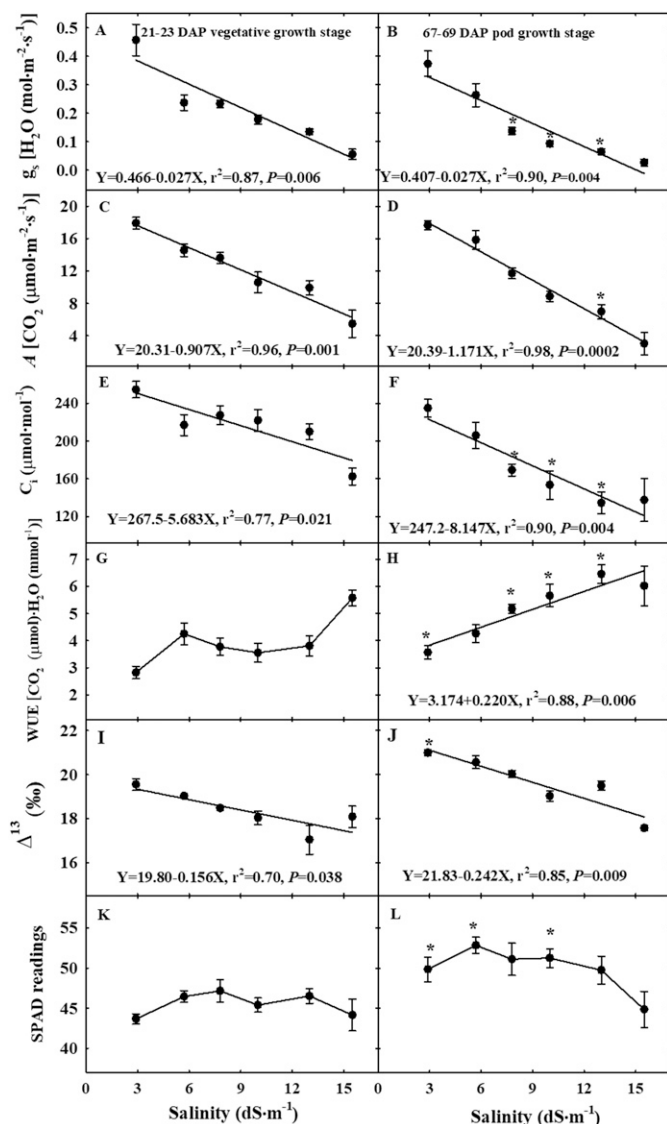 A 21-23 DAP vegetative growth stage
B 67-69 DAP pod growth stage
gs [H2O (mol·m-2·s-1)
0.5
0.4
0.3
0.2
0.1
0.0
* * *
Y=0.466-0.027X, r2=0.87, P=0.006
Y=0.407-0.027X, r2=0.90, P=0.004
A [CO2 (μmol·m-2·s-1)
20
16
12
8
4
C
D
*
Y=20.31-0.907X, r2=0.96, P=0.001
Y=20.39-1.171X, r2=0.98, P=0.0002
Ci (μmol·mol-1)
240
200
160
120
E
F
* * *
Y=267.5-5.683X, r2=0.77, P=0.021
Y=247.2-8.147X, r2=0.90, P=0.004
WUE [CO2 (μmol)·H2O (mmol-1)
7
6
5
4
3
2
G
H
* * * *
Y=3.174+0.220X, r2=0.88, P=0.006
Δ13 (‰)
22
20
18
16
I
J
*
Y=19.80-0.156X, r2=0.70, P=0.038
Y=21.83-0.242X, r2=0.85, P=0.009
SPAD readings
55
50
45
40
K
L
* * *
0 3 6 9 12 15
0 3 6 9 12 15
Salinity (dS·m-1)
Salinity (dS·m-1)